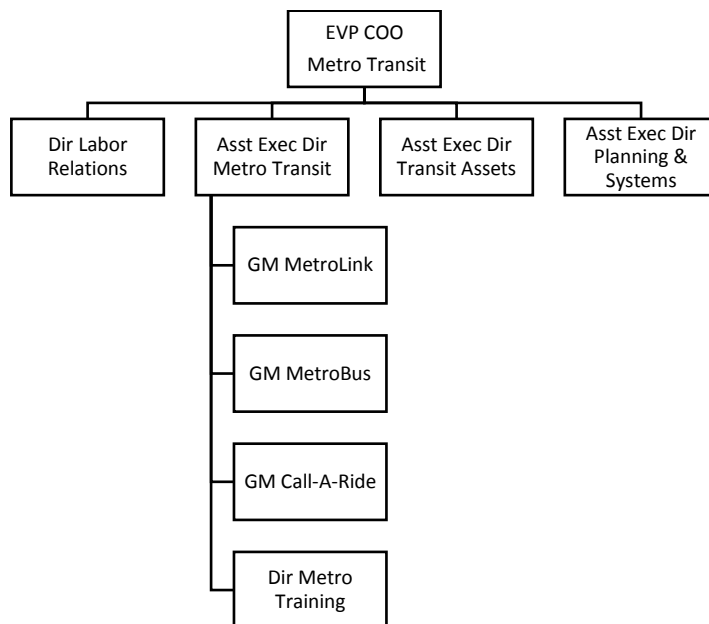 EVP COO
Metro Transit
Dir Labor
Relations
Asst Exec Dir
Metro Transit
Asst Exec Dir
Transit Assets
Asst Exec Dir
Planning &
Systems
GM MetroLink
GM MetroBus
GM Call-A-Ride
Dir Metro
Training